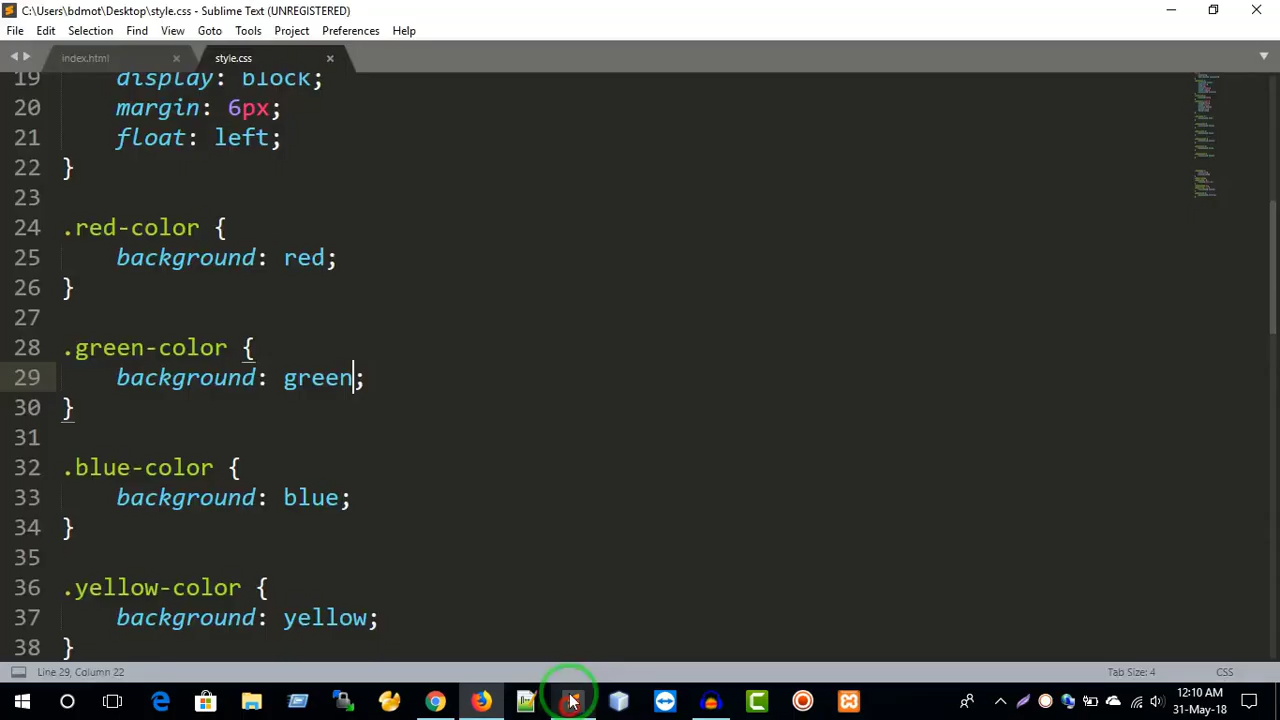 C:\Users\bdmot\Desktop\style.css - Sublime Text (UNREGISTERED)
File Edit Selection Find View Goto Tools Project Preferences Help
index.html × style.css ×
19 display: block;
20 margin: 6px;
21 float: left;
22 }
23
24 .red-color {
25 background: red;
26 }
27
28 .green-color {
29 background: green;
30 }
31
32 .blue-color {
33 background: blue;
34 }
35
36 .yellow-color {
37 background: yellow;
38 }
Line 29, Column 22 Tab Size: 4 CSS
12:10 AM
31-May-18